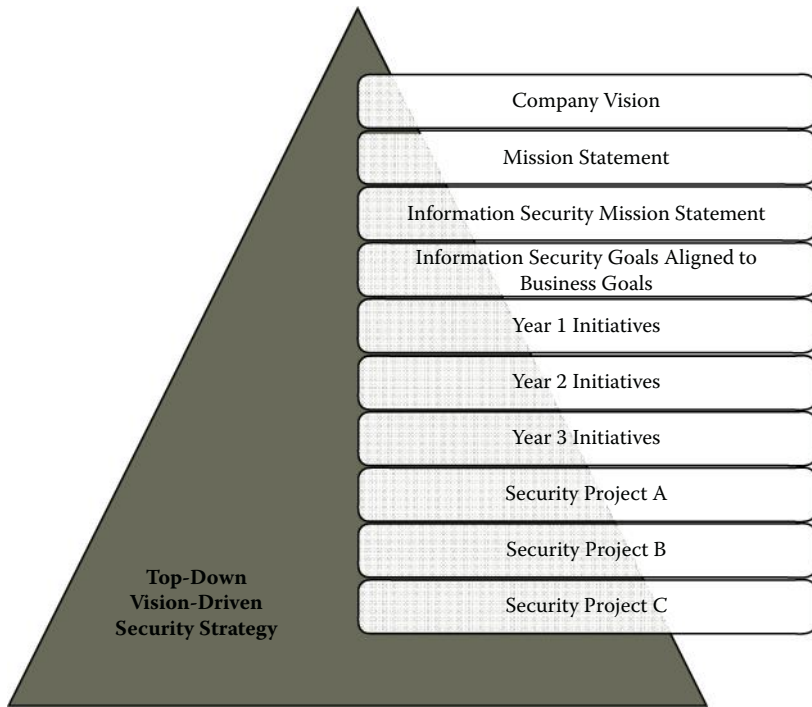 Company Vision
Mission Statement
Information Security Mission Statement
Information Security Goals Aligned to
Business Goals
Year 1 Initiatives
Year 2 Initiatives
Year 3 Initiatives
Security Project A
Security Project B
Security Project C
Top-Down
Vision-Driven
Security Strategy